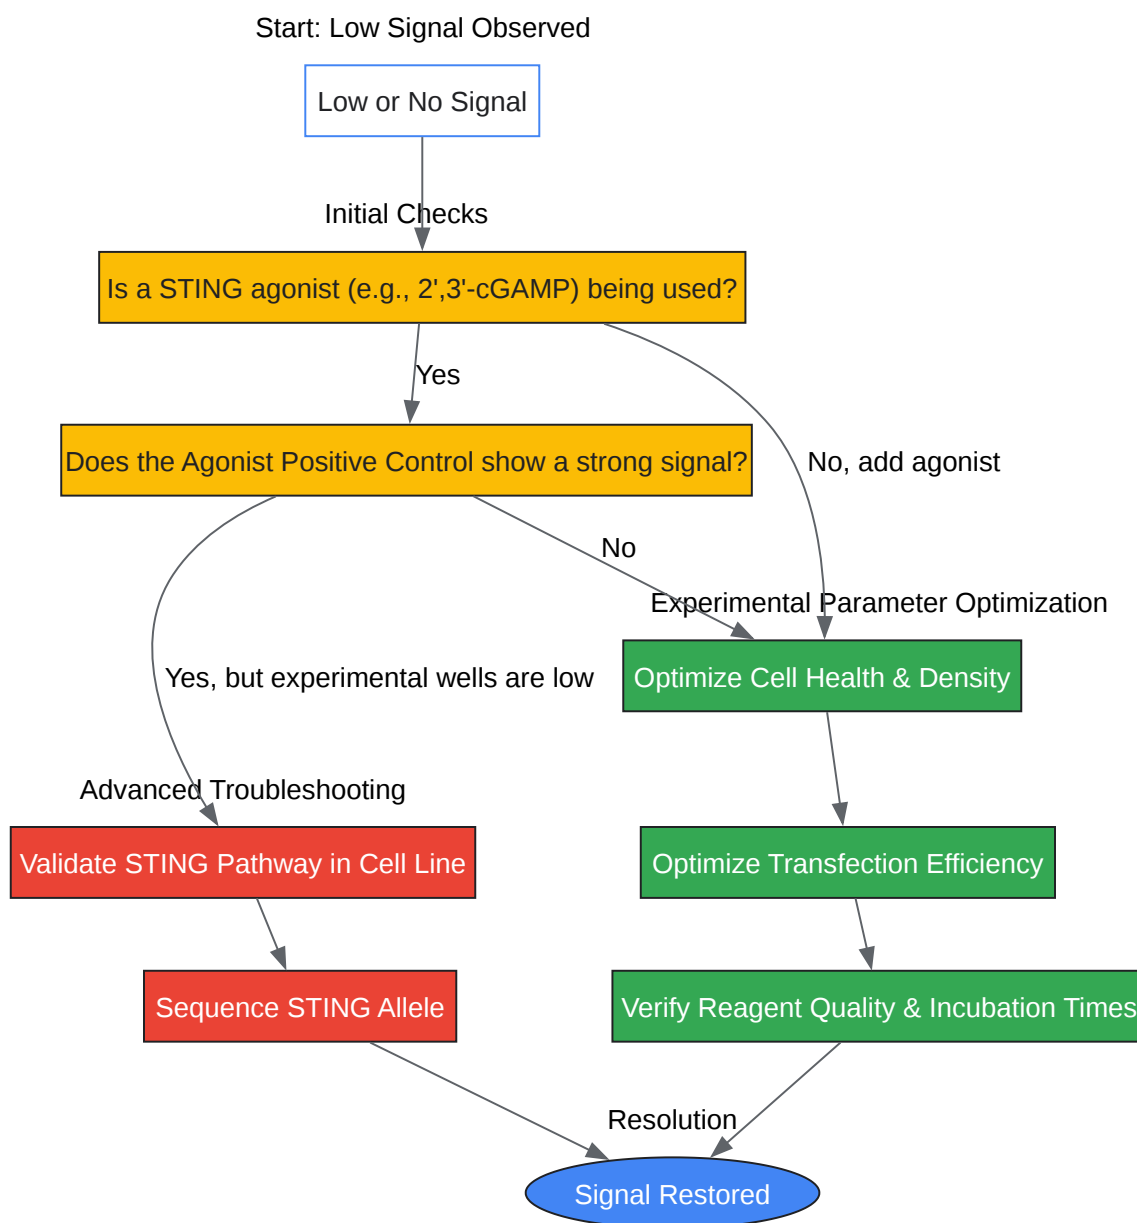 Start: Low Signal Observed
Low or No Signal
Initial Checks
Is a STING agonist (e.g., 2',3'-cGAMP) being used?
Yes
Does the Agonist Positive Control show a strong signal?
No, add agonist
No
Experimental Parameter Optimization
Yes, but experimental wells are low
Optimize Cell Health & Density
Advanced Troubleshooting
Validate STING Pathway in Cell Line
Optimize Transfection Efficiency
Sequence STING Allele
Verify Reagent Quality & Incubation Times
Resolution
Signal Restored